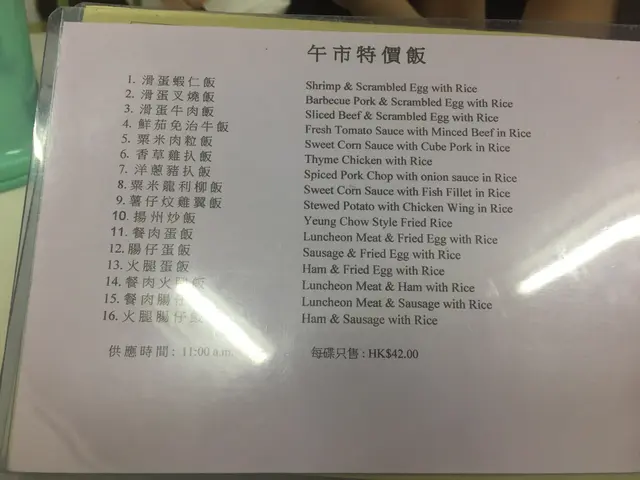 午市特價飯
1. 滑蛋蝦仁飯 Shrimp & Scrambled Egg with Rice
2. 滑蛋叉燒飯 Barbecue Pork & Scrambled Egg with Rice
3. 滑蛋牛肉飯 Sliced Beef & Scrambled Egg with Rice
4. 鮮茄免治牛飯 Fresh Tomato Sauce with Minced Beef in Rice
5. 粟米肉粒飯 Sweet Corn Sauce with Cube Pork in Rice
6. 香草雞扒飯 Thyme Chicken with Rice
7. 洋蔥豬扒飯 Spiced Pork Chop with onion sauce in Rice
8. 粟米龍利柳飯 Sweet Corn Sauce with Fish Fillet in Rice
9. 薯仔炆雞翼飯 Stewed Potato with Chicken Wing in Rice
10. 揚州炒飯 Yeung Chow Style Fried Rice
11. 餐肉蛋飯 Luncheon Meat & Fried Egg with Rice
12. 腸仔蛋飯 Sausage & Fried Egg with Rice
13. 火腿蛋飯 Ham & Fried Egg with Rice
14. 餐肉火腿飯 Luncheon Meat & Ham with Rice
15. 餐肉腸仔 Luncheon Meat & Sausage with Rice
16. 火腿腸仔飯 Ham & Sausage with Rice
供應時間: 11:00 a.m. 每碟只售 : HK$42.00